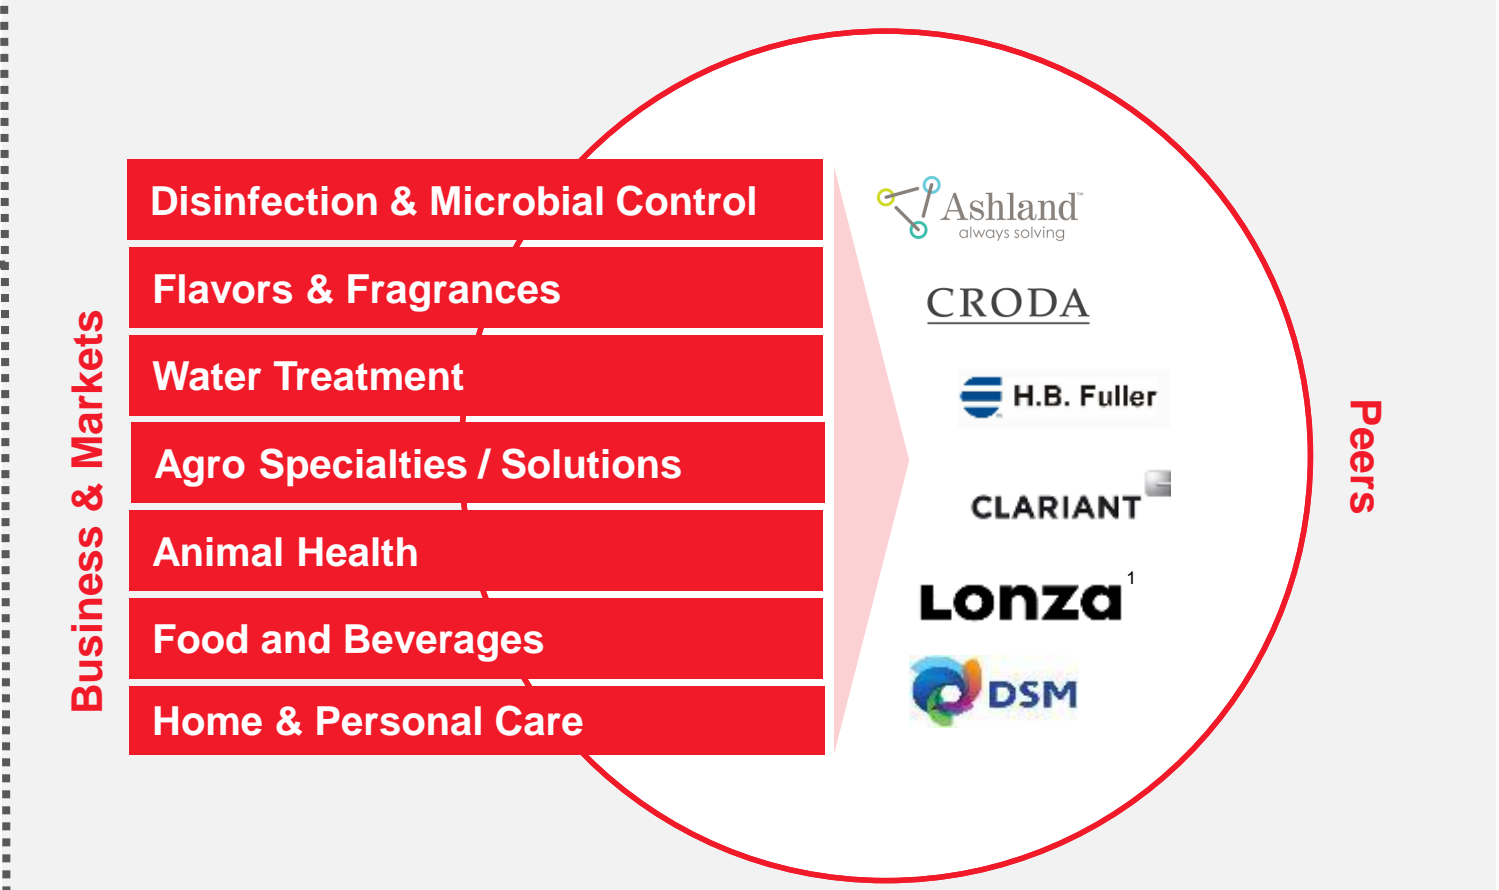 Business & Markets
Disinfection & Microbial Control
Flavors & Fragrances
Water Treatment
Agro Specialties / Solutions
Animal Health
Food and Beverages
Home & Personal Care
Ashland™
always solving
CRODA
H.B. Fuller
CLARIANT
Lonza 1
DSM
Peers